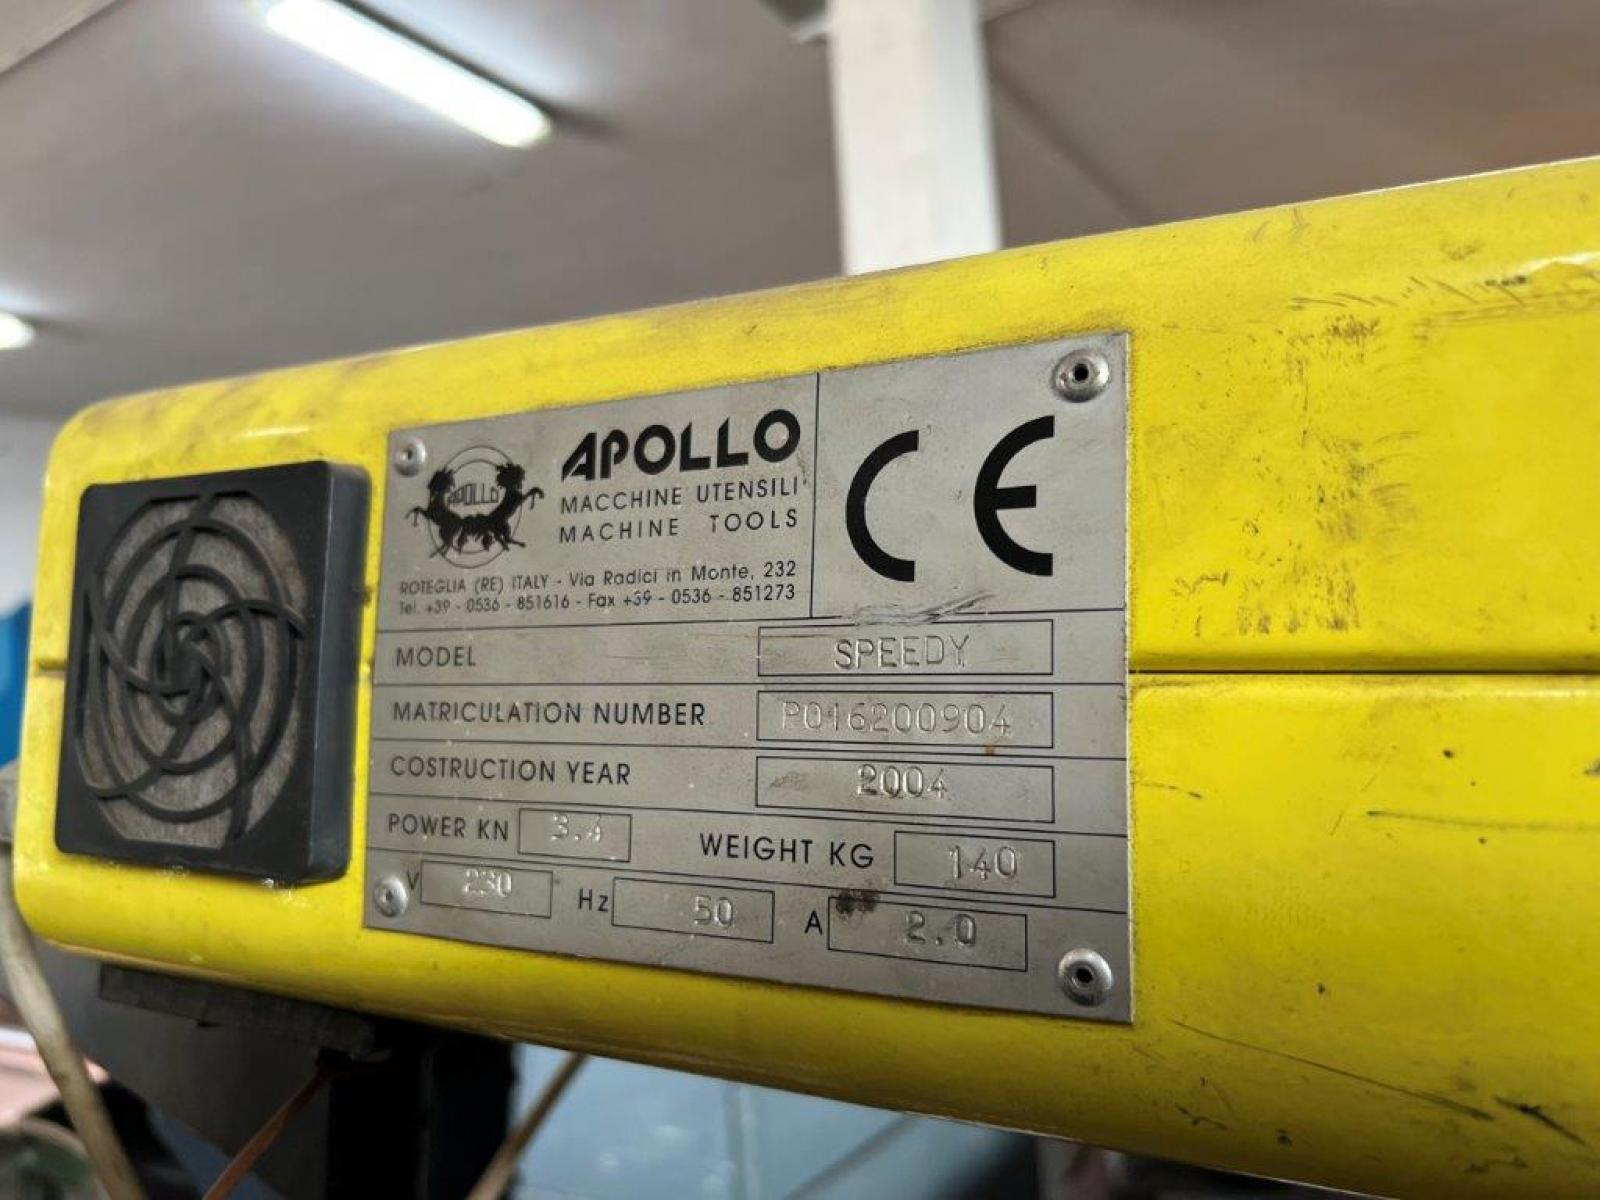 APOLLO
APOLLO
MACCHINE UTENSILI
MACHINE TOOLS
ROTEGLIA (RE) ITALY - Via Radici in Monte, 232
Tel. +39 - 0536 - 851616 - Fax +39 - 0536 - 851273
CE
MODEL SPEEDY
MATRICULATION NUMBER P016200904
COSTRUCTION YEAR 2004
POWER KN 3.4 WEIGHT KG 140
V 230 Hz 50 A 2.0